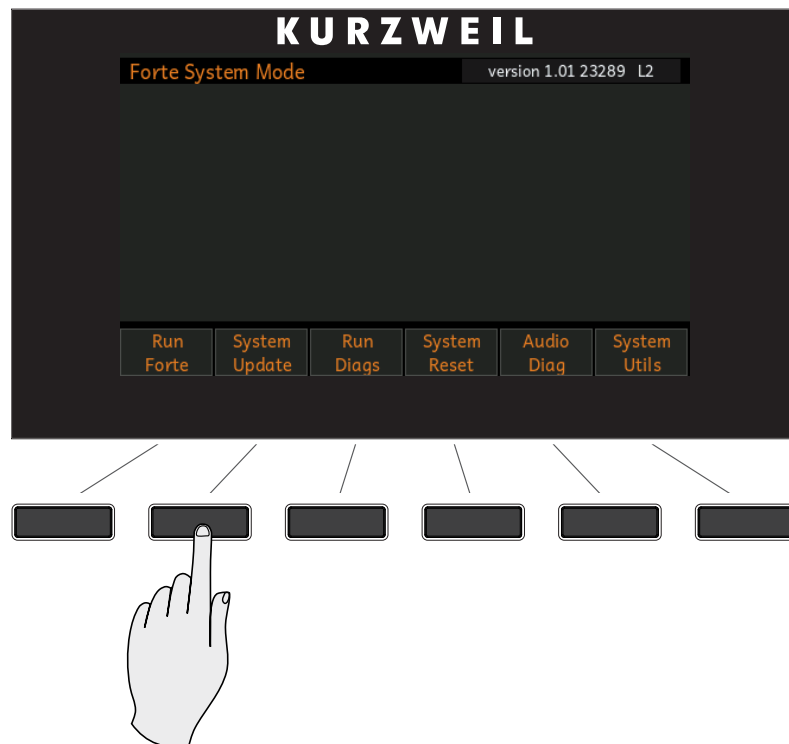 KURZWEIL
Forte System Mode version 1.01 23289 L2
Run System Run System Audio System
Forte Update Diags Reset Diag Utils